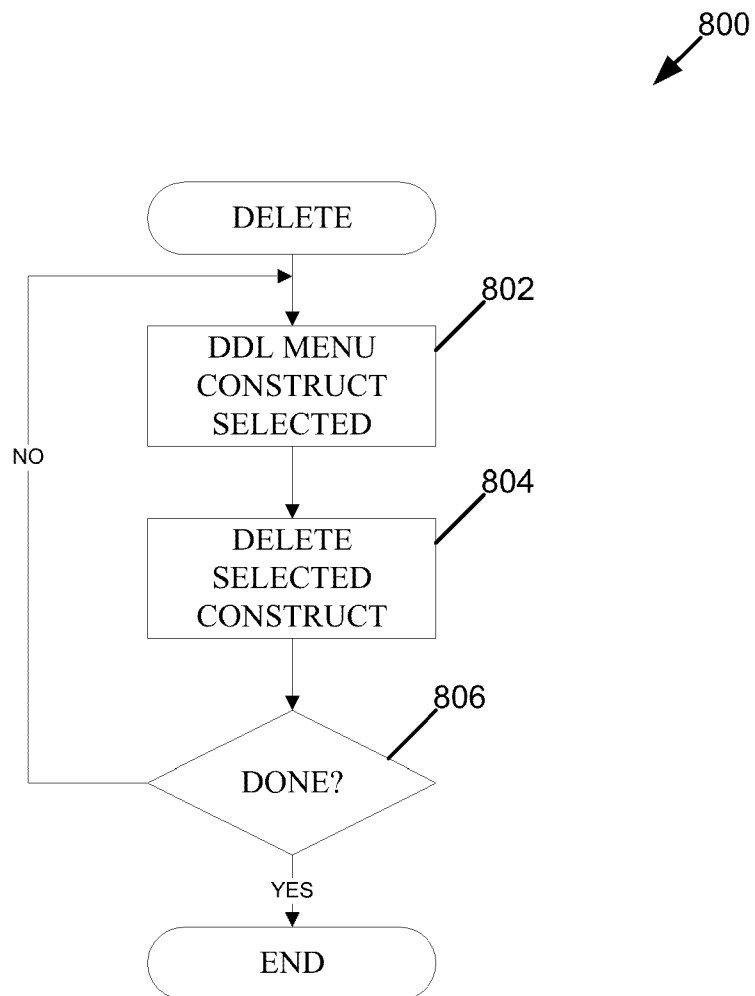 800
DELETE
802
DDL MENU
CONSTRUCT
SELECTED
NO
804
DELETE
SELECTED
CONSTRUCT
806
DONE?
YES
END